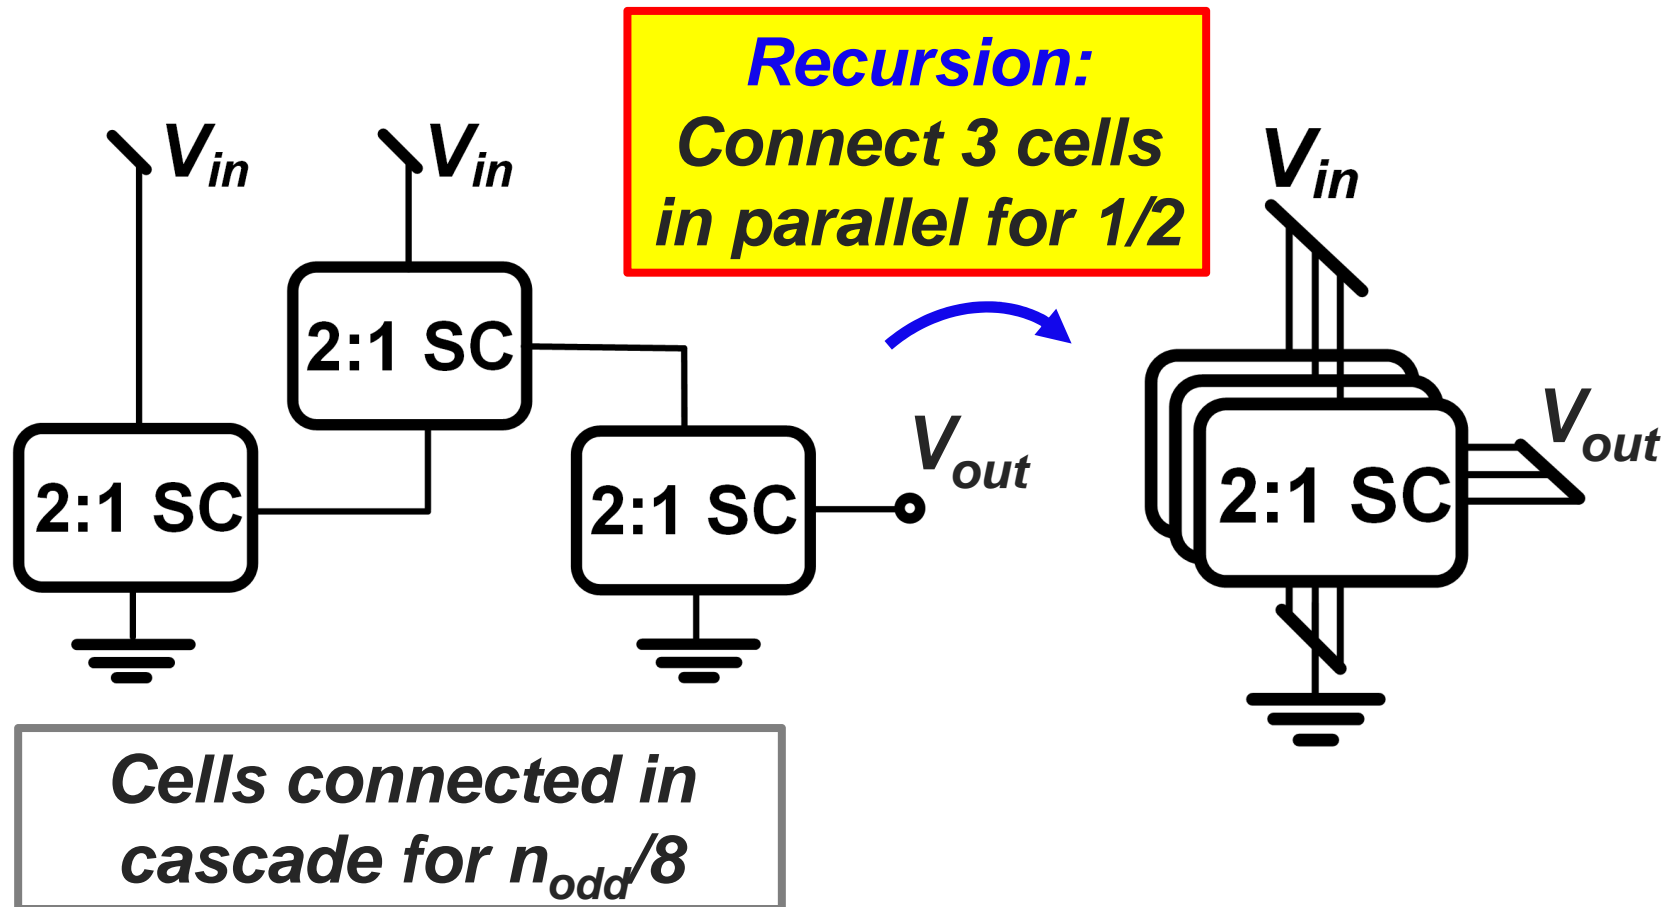 Recursion:
Connect 3 cells
in parallel for 1/2
Vin
Vin
Vin
2:1 SC
2:1 SC
2:1 SC
Vout
2:1 SC
Vout
Cells connected in
cascade for nodd/8